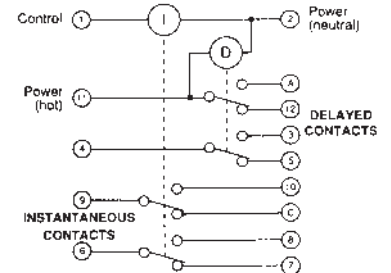 Control 1 I 2 Power
(neutral)
D
A
Power
(hot) 11 12
DELAYED
CONTACTS
3
4 5
10
9 C
INSTANTANEOUS
CONTACTS
8
6 7